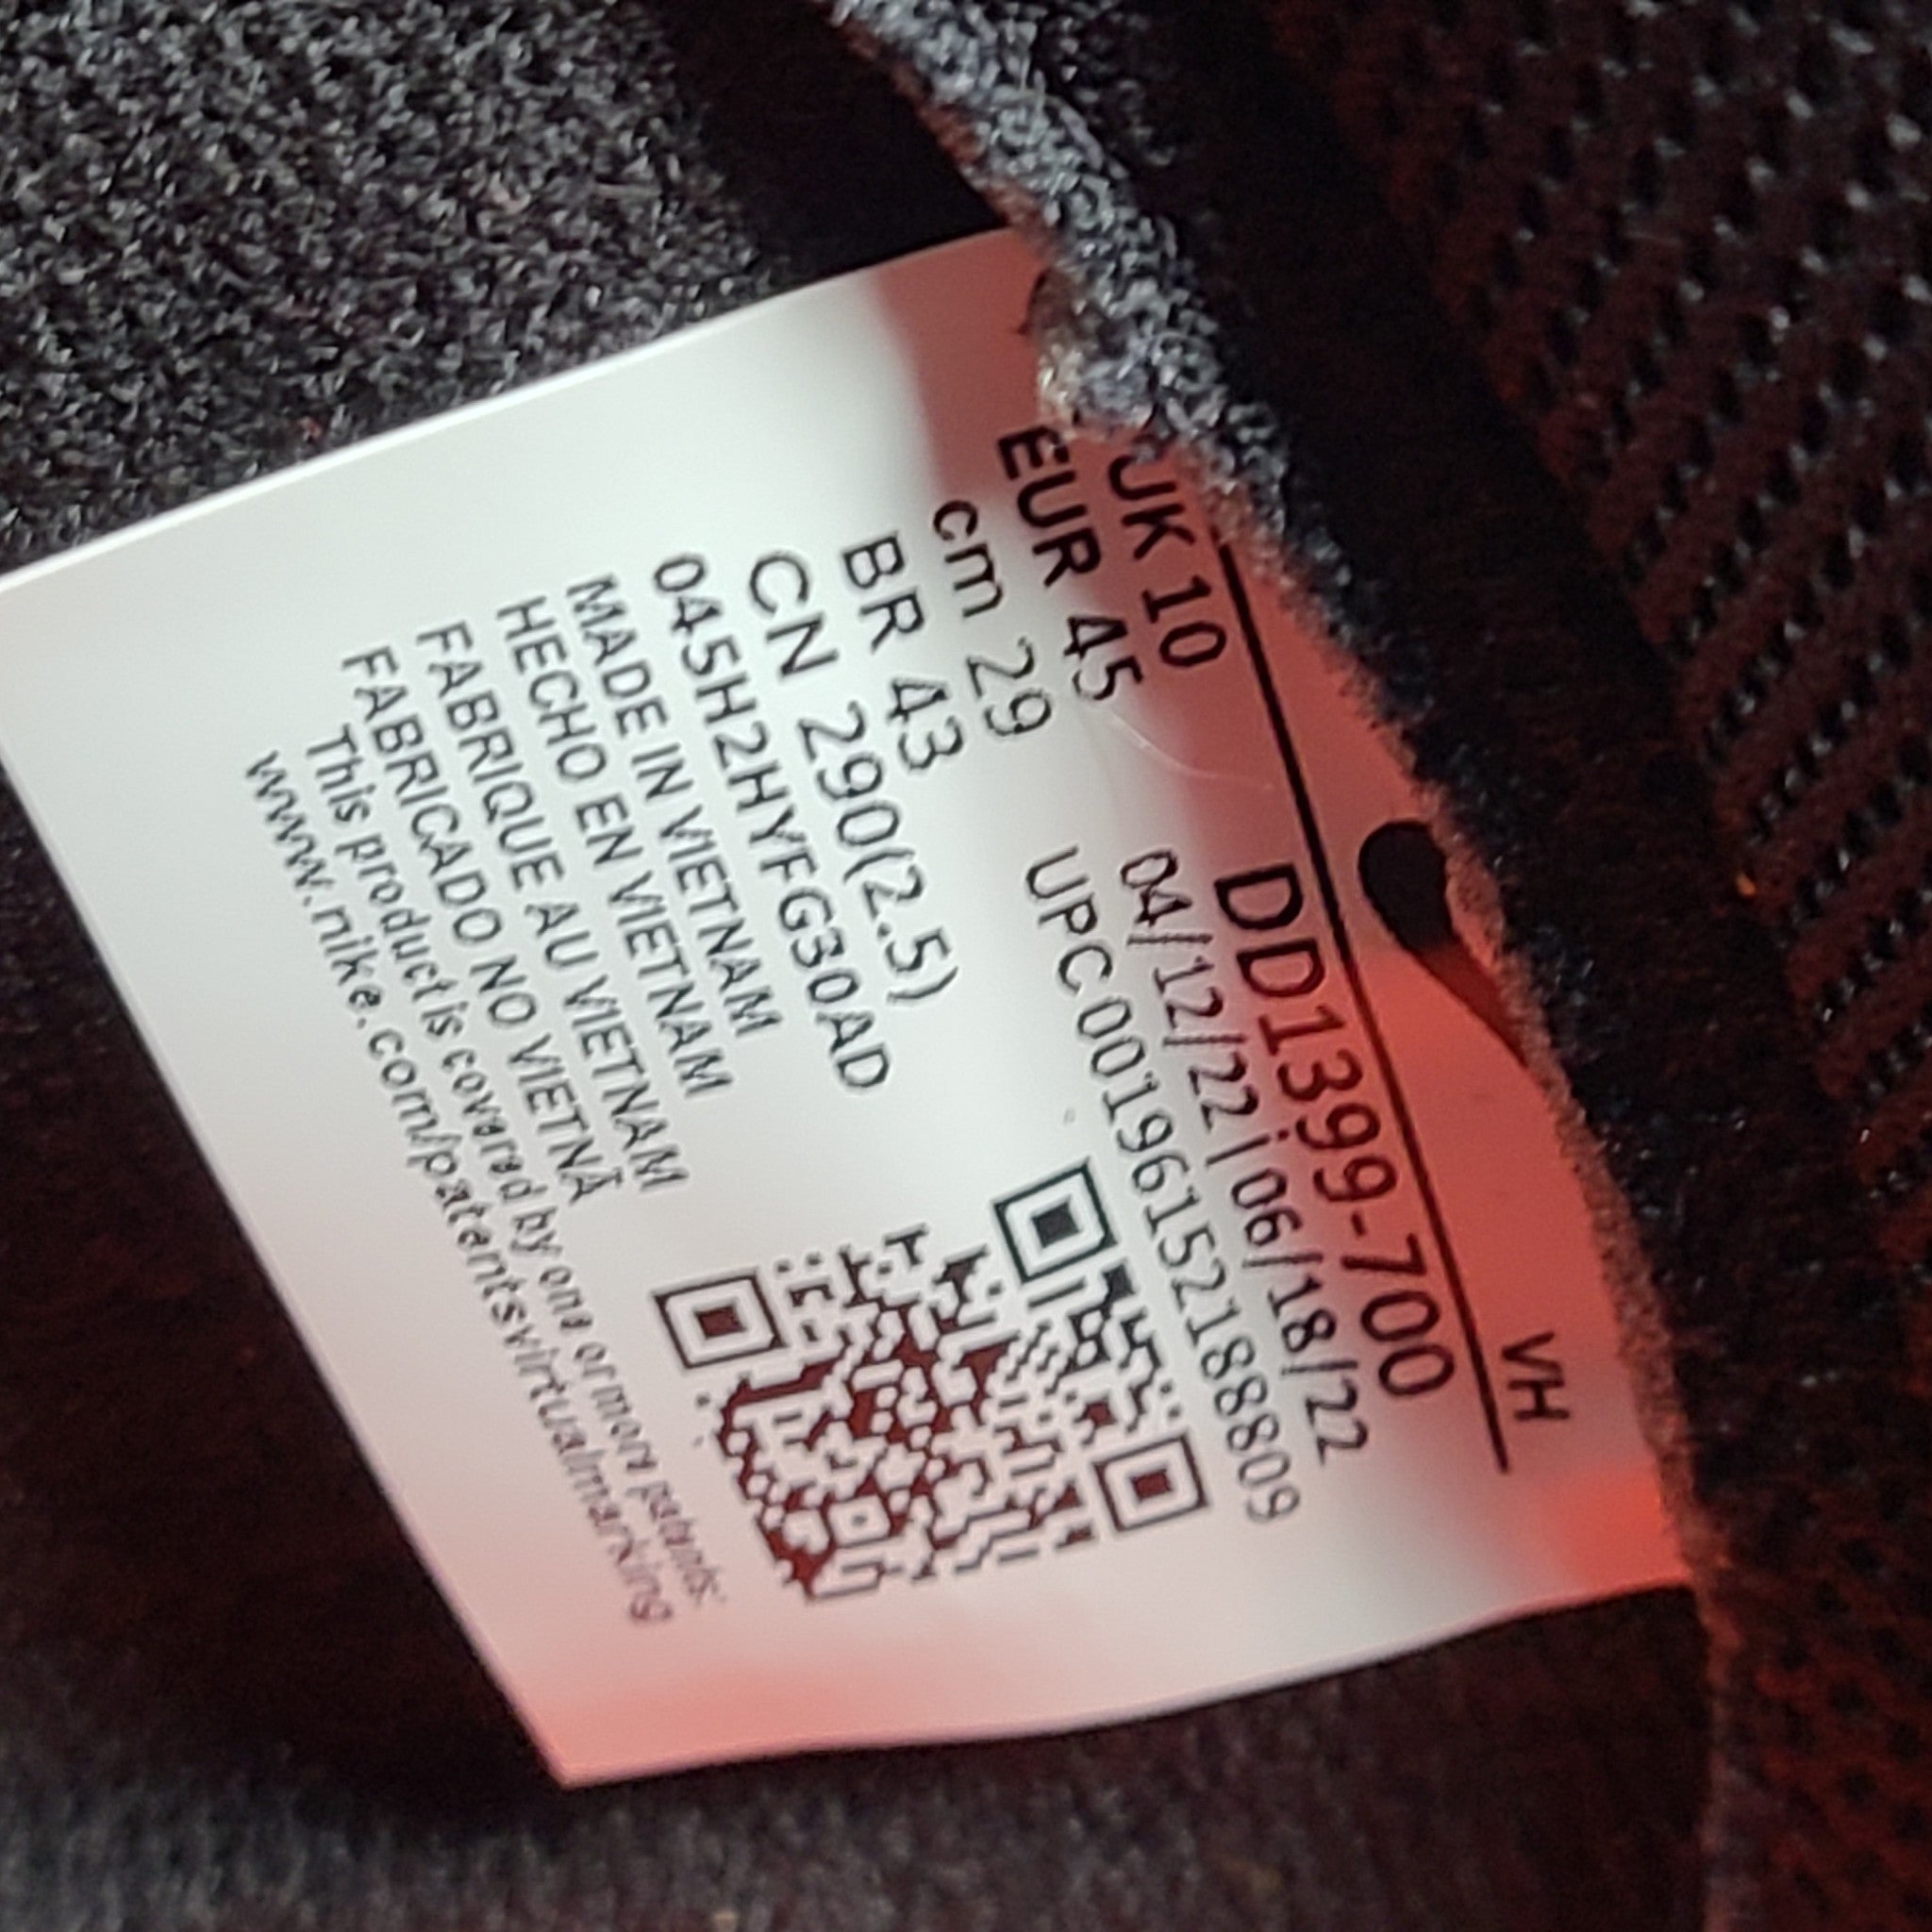 VH
UK 10
EUR 45
cm 29
BR 43
CN 290(2.5)
DD1399-700
04/12/22 | 06/18/22
UPC 00196152188809
045H2HYFG30AD
MADE IN VIETNAM
HECHO EN VIETNAM
FABRIQUE AU VIETNAM
FABRICADO NO VIETNÃ
This product is covered by one or more patents:
www.nike.com/patentsvirtualmarking